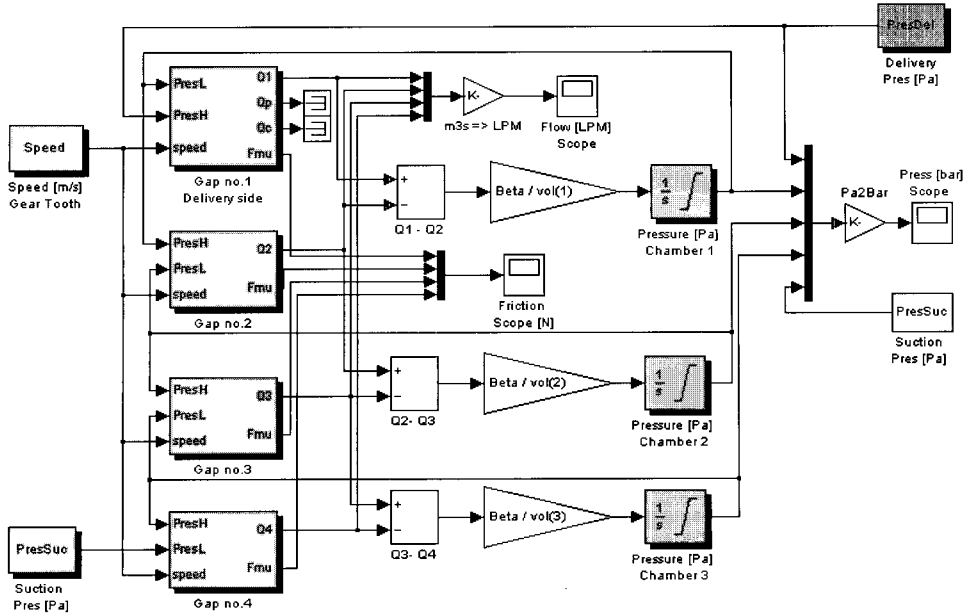 PresDel
Delivery
Pres [Pa]
PresL
PresH
speed
Q1
Qp
Qc
Fmu
Gap no.1
Delivery side
Speed
Speed [m/s]
Gear Tooth
K-
m3s => LPM
Flow [LPM]
Scope
+
−
Q1 - Q2
Beta / vol(1)
1
s
Pressure [Pa]
Chamber 1
Pa2Bar
K-
Press [bar]
Scope
PresH
PresL
speed
Q2
Fmu
Gap no.2
Friction
Scope [N]
PresSuc
Suction
Pres [Pa]
PresH
PresL
speed
Q3
Fmu
Gap no.3
+
−
Q2- Q3
Beta / vol(2)
1
s
Pressure [Pa]
Chamber 2
PresH
PresL
speed
Q4
Fmu
Gap no.4
+
−
Q3- Q4
Beta / vol(3)
1
s
Pressure [Pa]
Chamber 3
PresSuc
Suction
Pres [Pa]